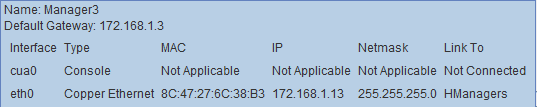 Name: Manager3
Default Gateway: 172.168.1.3
Interface Type MAC IP Netmask Link To
cua0 Console Not Applicable Not Applicable Not Applicable Not Connected
eth0 Copper Ethernet 8C:47:27:6C:38:B3 172.168.1.13 255.255.255.0 HManagers